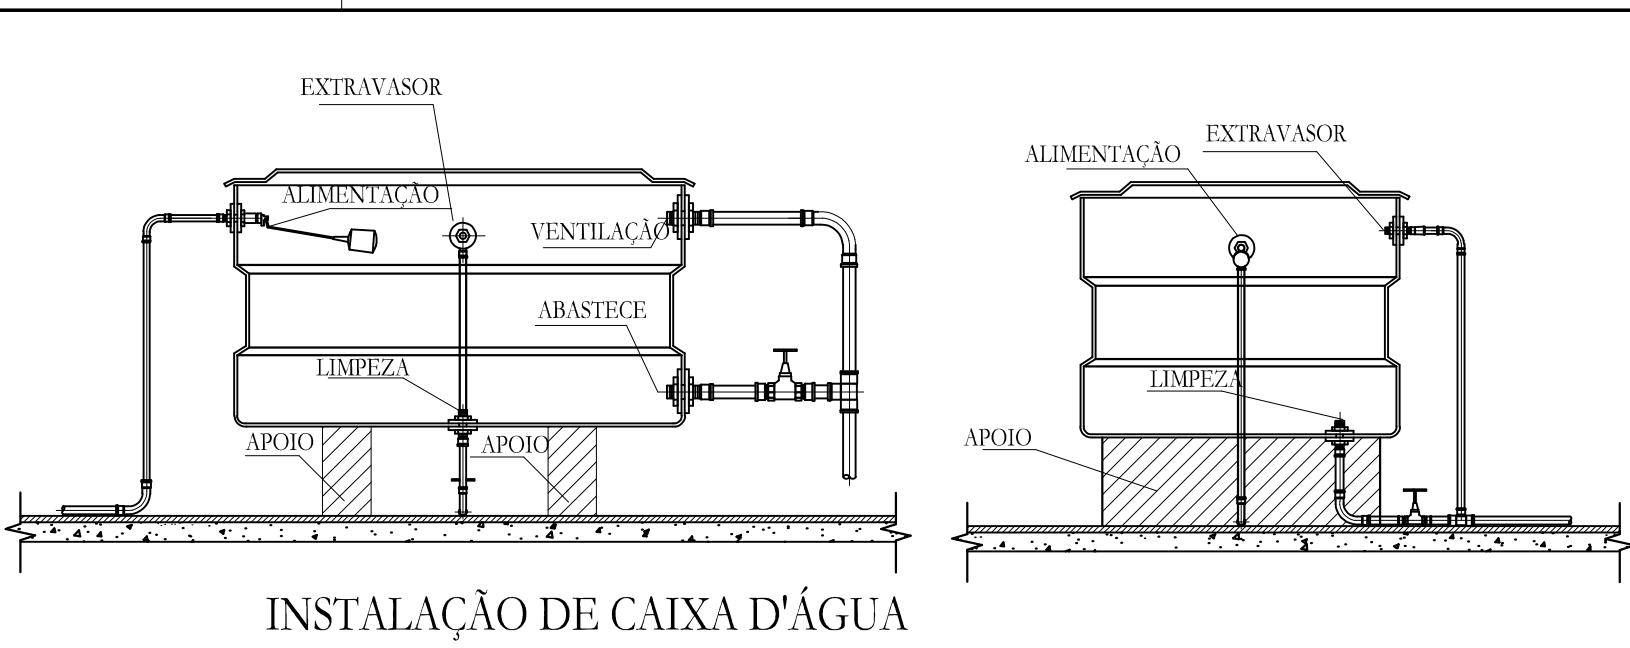 EXTRAVASOR
ALIMENTAÇÃO
VENTILAÇÃO
ABASTECE
LIMPEZA
APOIO
APOIO
EXTRAVASOR
ALIMENTAÇÃO
LIMPEZA
APOIO
INSTALAÇÃO DE CAIXA D'ÁGUA